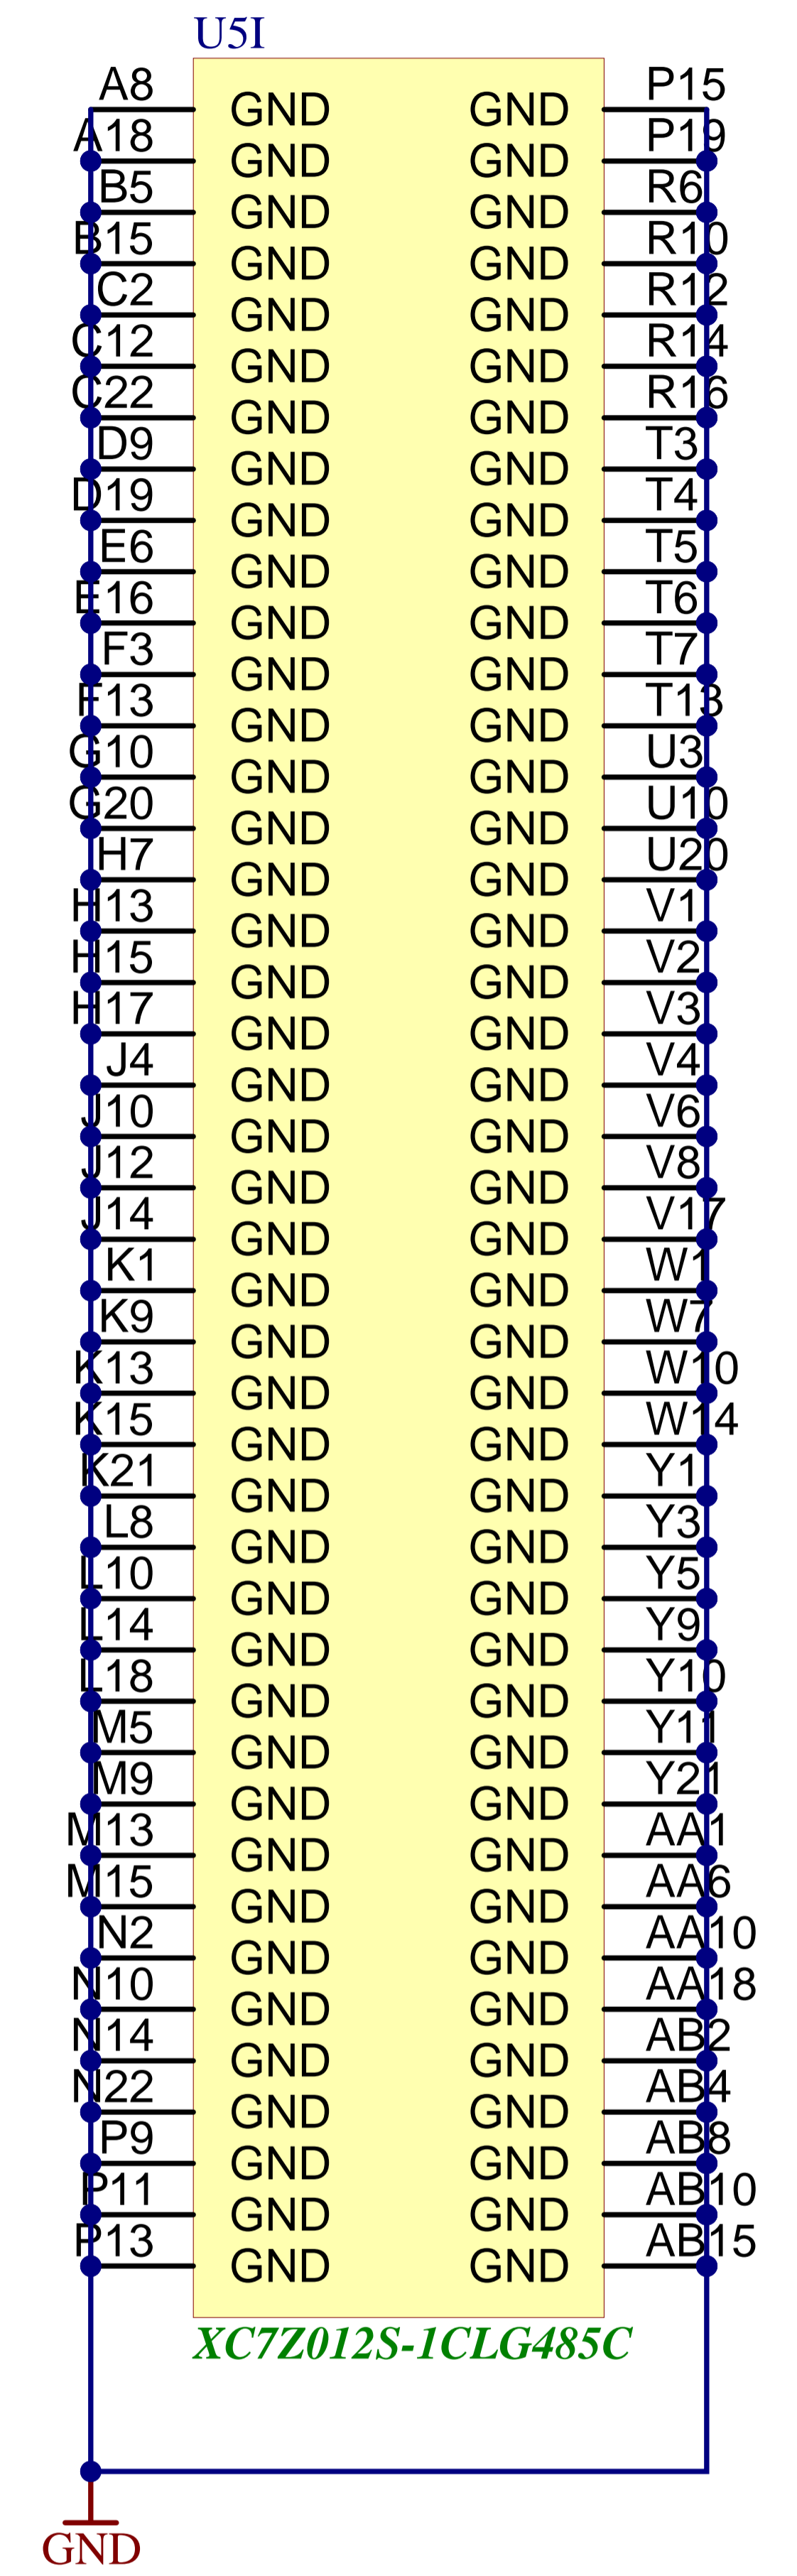 U5I
A8 GND GND P15
A18 GND GND P19
B5 GND GND R6
B15 GND GND R10
C2 GND GND R12
C12 GND GND R14
C22 GND GND R16
D9 GND GND T3
D19 GND GND T4
E6 GND GND T5
E16 GND GND T6
F3 GND GND T7
F13 GND GND T13
G10 GND GND U3
G20 GND GND U10
H7 GND GND U20
H13 GND GND V1
H15 GND GND V2
H17 GND GND V3
J4 GND GND V4
J10 GND GND V6
J12 GND GND V8
J14 GND GND V17
K1 GND GND W1
K9 GND GND W7
K13 GND GND W10
K15 GND GND W14
K21 GND GND Y1
L8 GND GND Y3
L10 GND GND Y5
L14 GND GND Y9
L18 GND GND Y10
M5 GND GND Y11
M9 GND GND Y21
M13 GND GND AA1
M15 GND GND AA6
N2 GND GND AA10
N10 GND GND AA18
N14 GND GND AB2
N22 GND GND AB4
P9 GND GND AB8
P11 GND GND AB10
P13 GND GND AB15
XC7Z012S-1CLG485C
GND